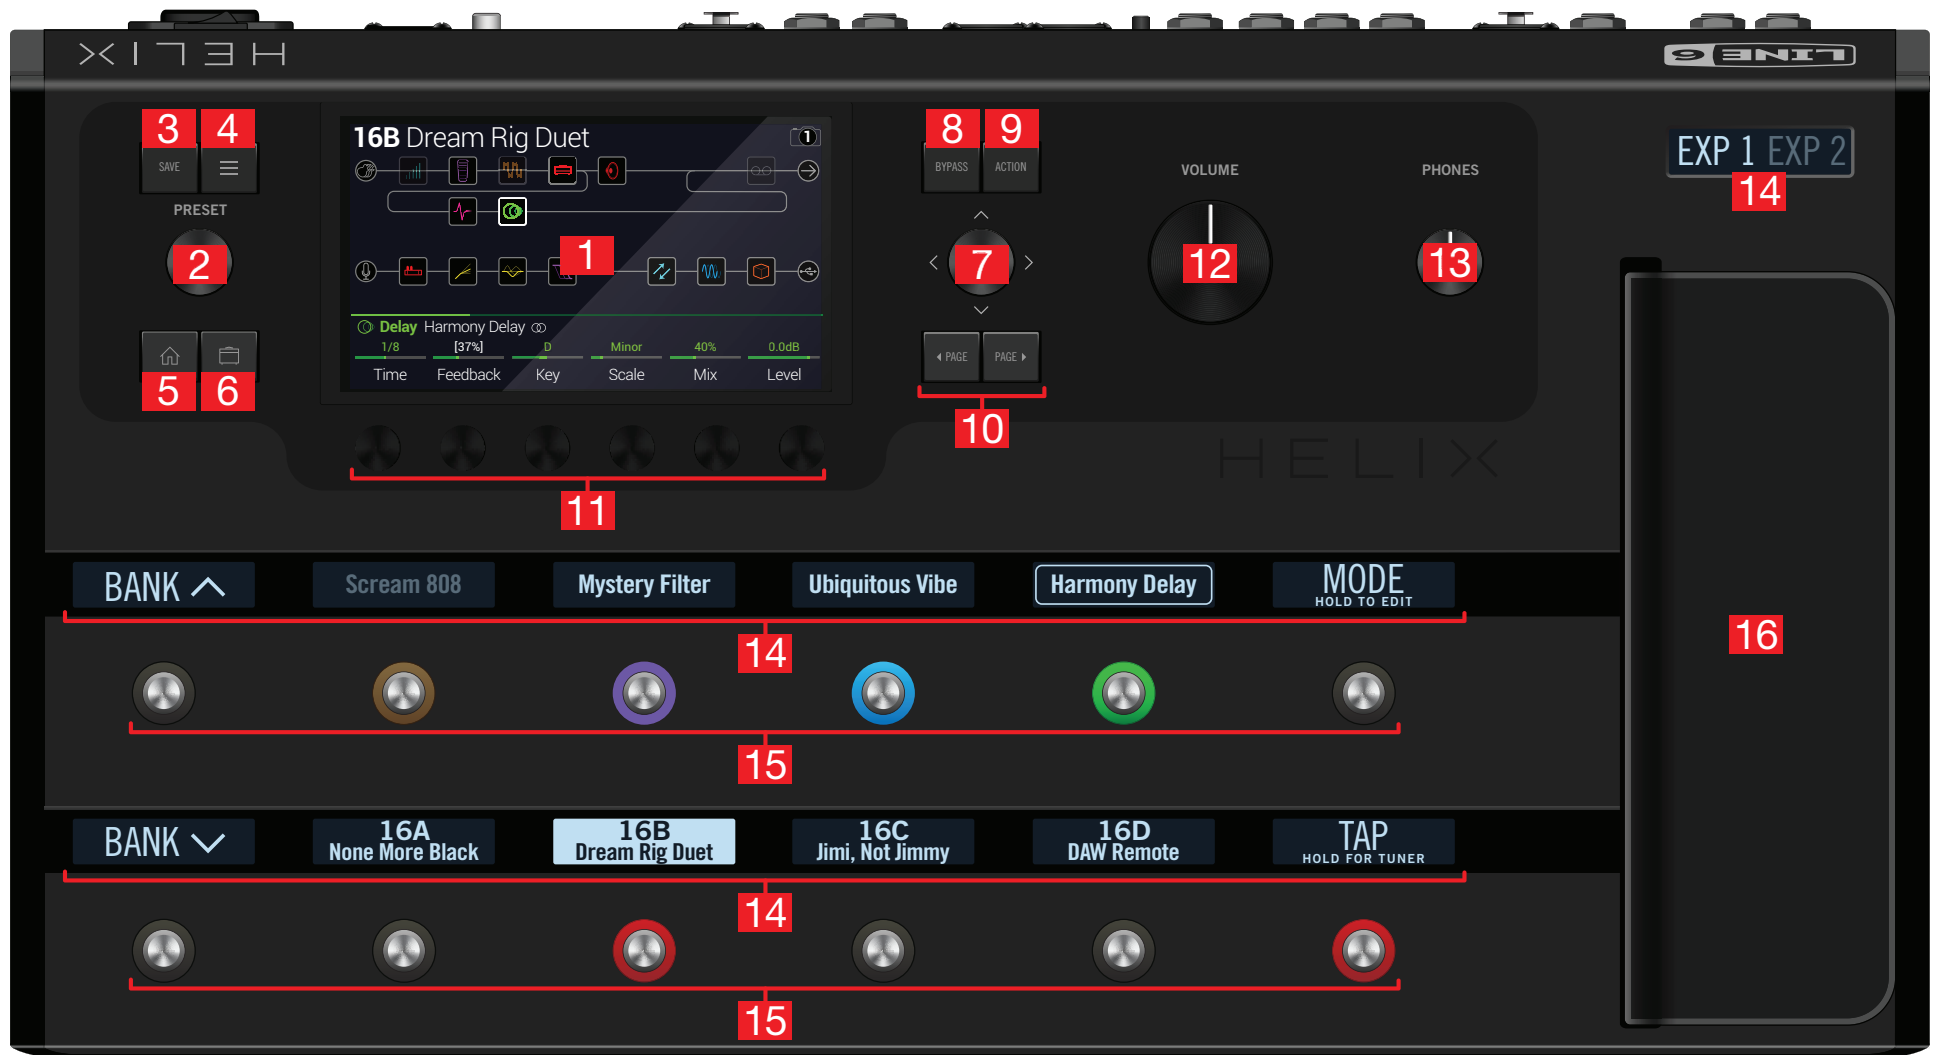 HELIX
LINE 6
3
4
SAVE
PRESET
2
5
6
16B Dream Rig Duet
1
1
Delay Harmony Delay
1/8
[37%]
D
Minor
40%
0.0dB
Time
Feedback
Key
Scale
Mix
Level
11
8
9
BYPASS
ACTION
7
PAGE
PAGE
10
VOLUME
12
PHONES
13
EXP 1 EXP 2
14
HELIX
16
BANK
Scream 808
Mystery Filter
Ubiquitous Vibe
Harmony Delay
MODE
HOLD TO EDIT
14
15
BANK
16A
None More Black
16B
Dream Rig Duet
16C
Jimi, Not Jimmy
16D
DAW Remote
TAP
HOLD FOR TUNER
14
15